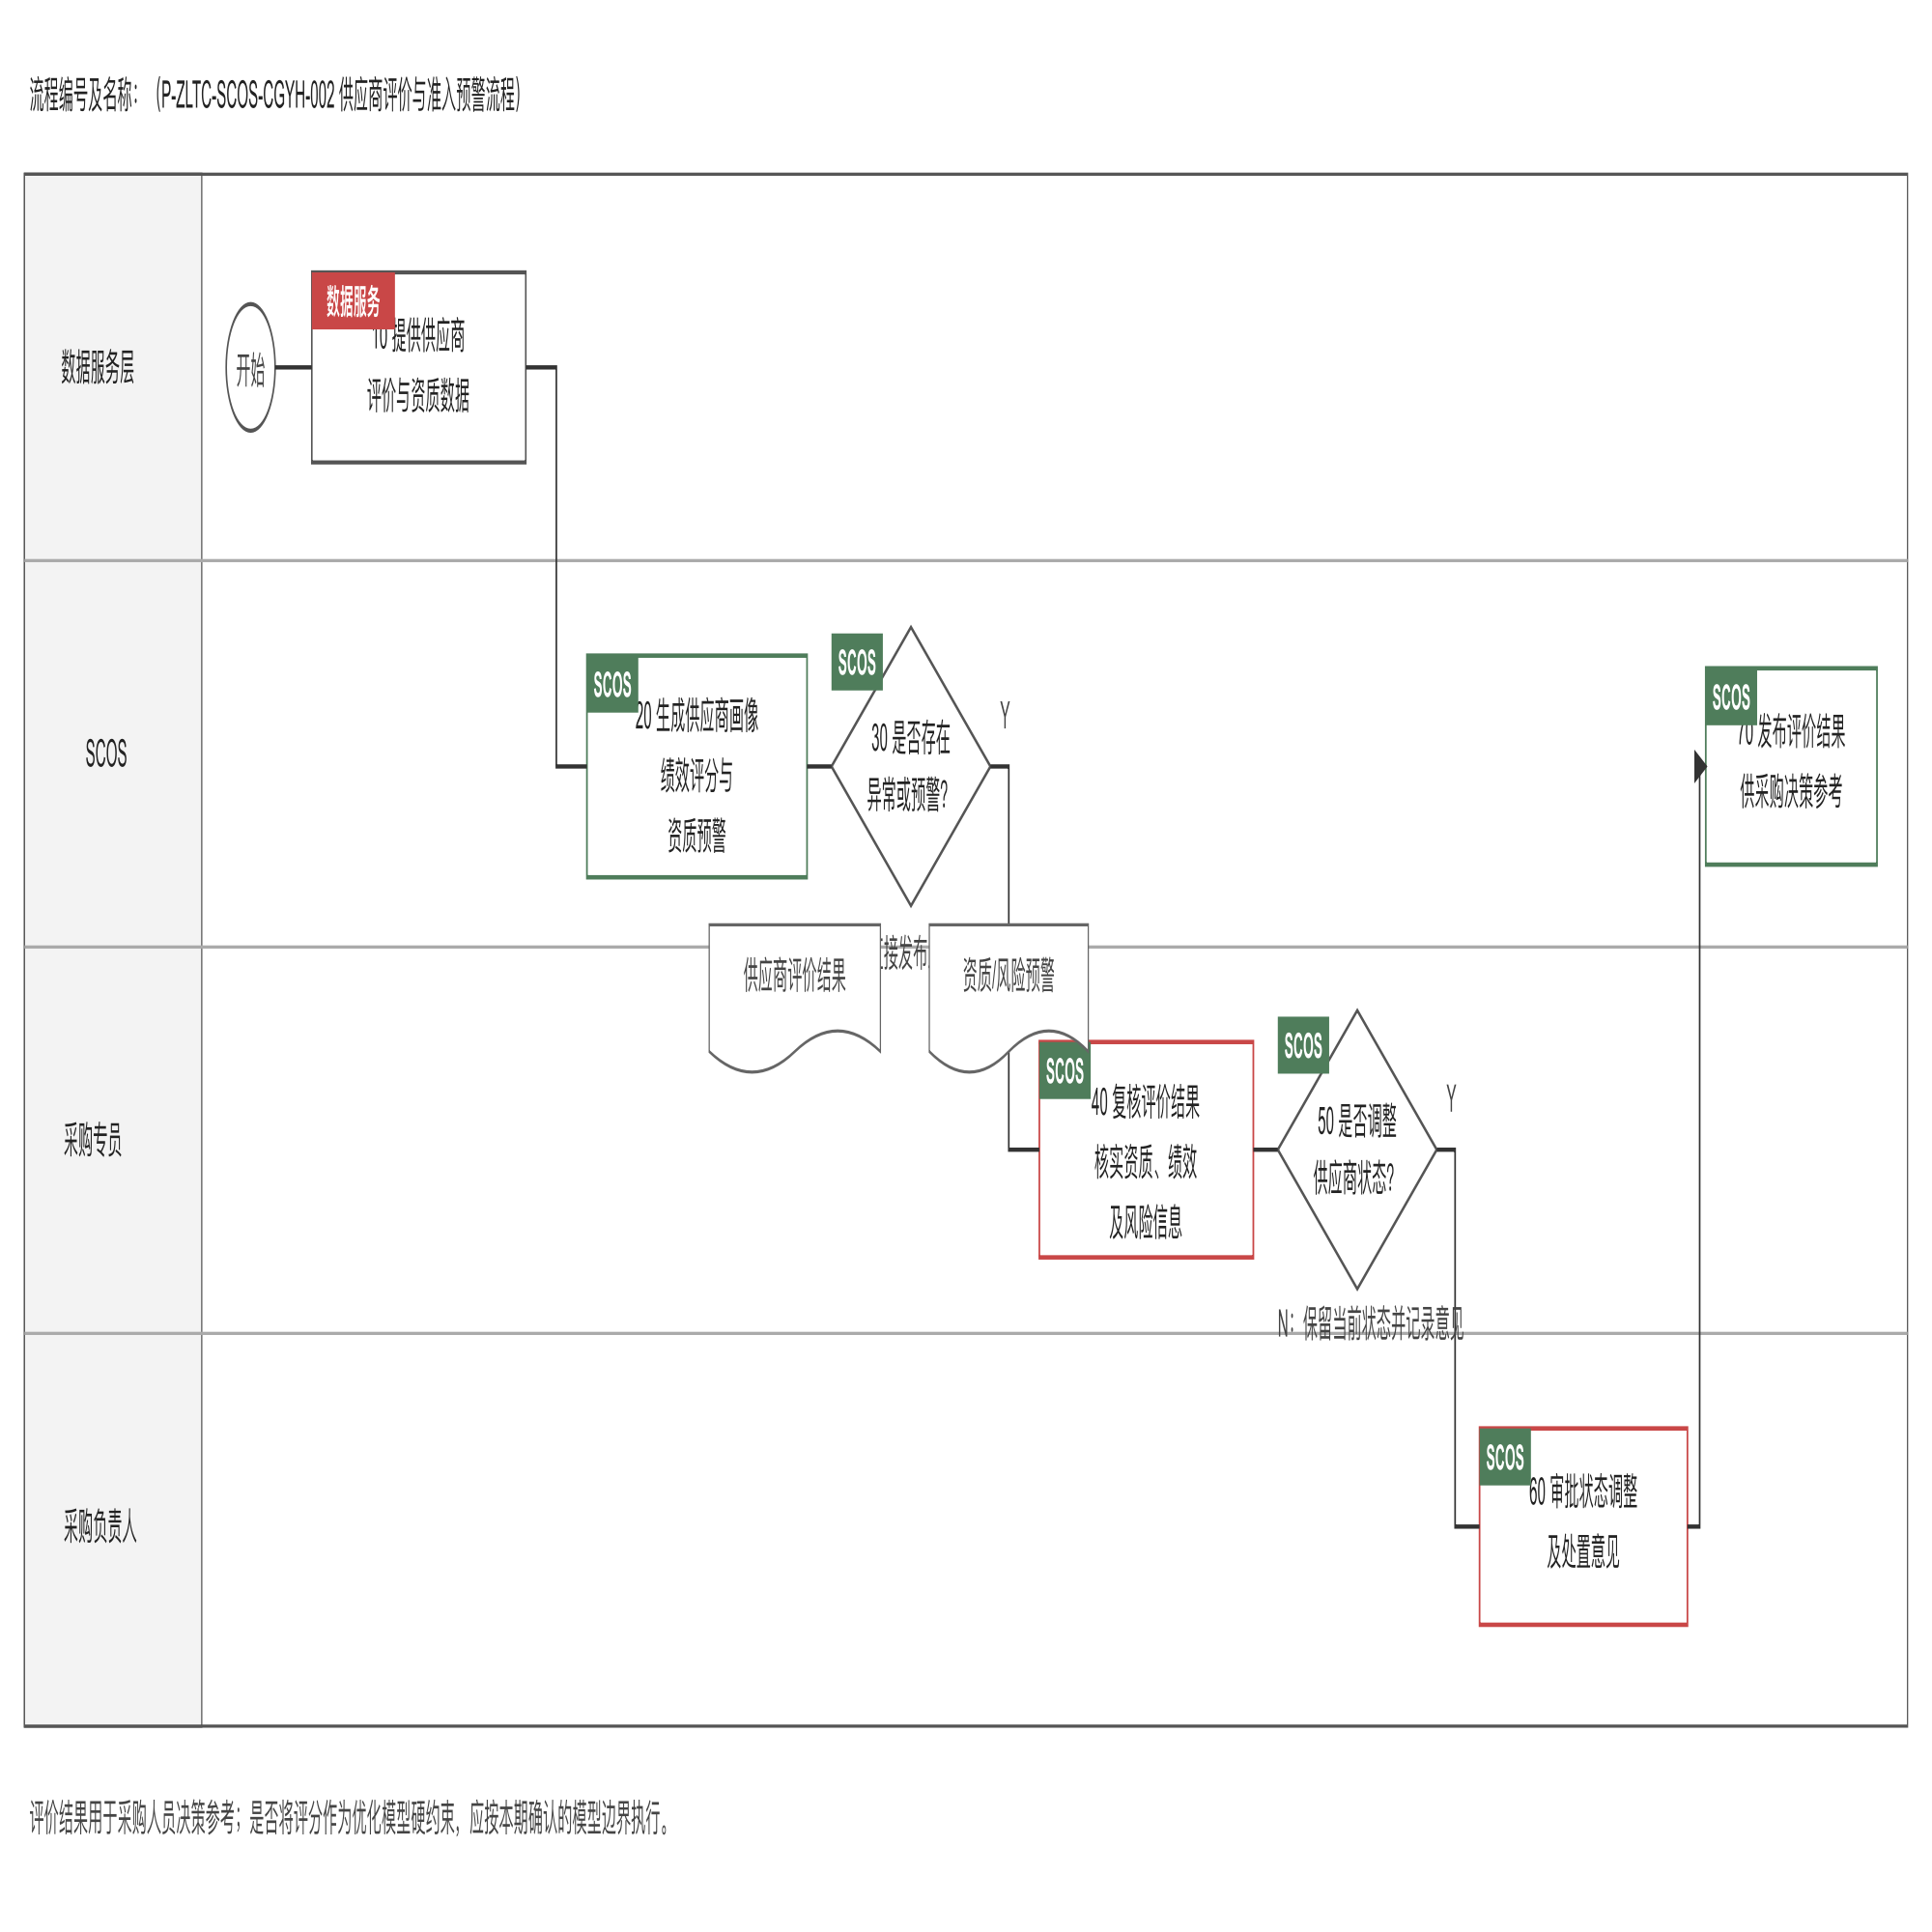 流程编号及名称：（P-ZLTC-SCOS-CGYH-002 供应商评价与准入预警流程）
数据服务层
开始
数据服务
10 提供供应商
评价与资质数据
SCOS
SCOS
20 生成供应商画像
绩效评分与
资质预警
SCOS
30 是否存在
异常或预警？
Y
SCOS
70 发布评价结果
供采购决策参考
供应商评价结果
接发布
资质/风险预警
采购专员
SCOS
40 复核评价结果
核实资质、绩效
及风险信息
SCOS
50 是否调整
供应商状态？
Y
N：保留当前状态并记录意见
采购负责人
SCOS
60 审批状态调整
及处置意见
评价结果用于采购人员决策参考；是否将评分作为优化模型硬约束，应按本期确认的模型边界执行。